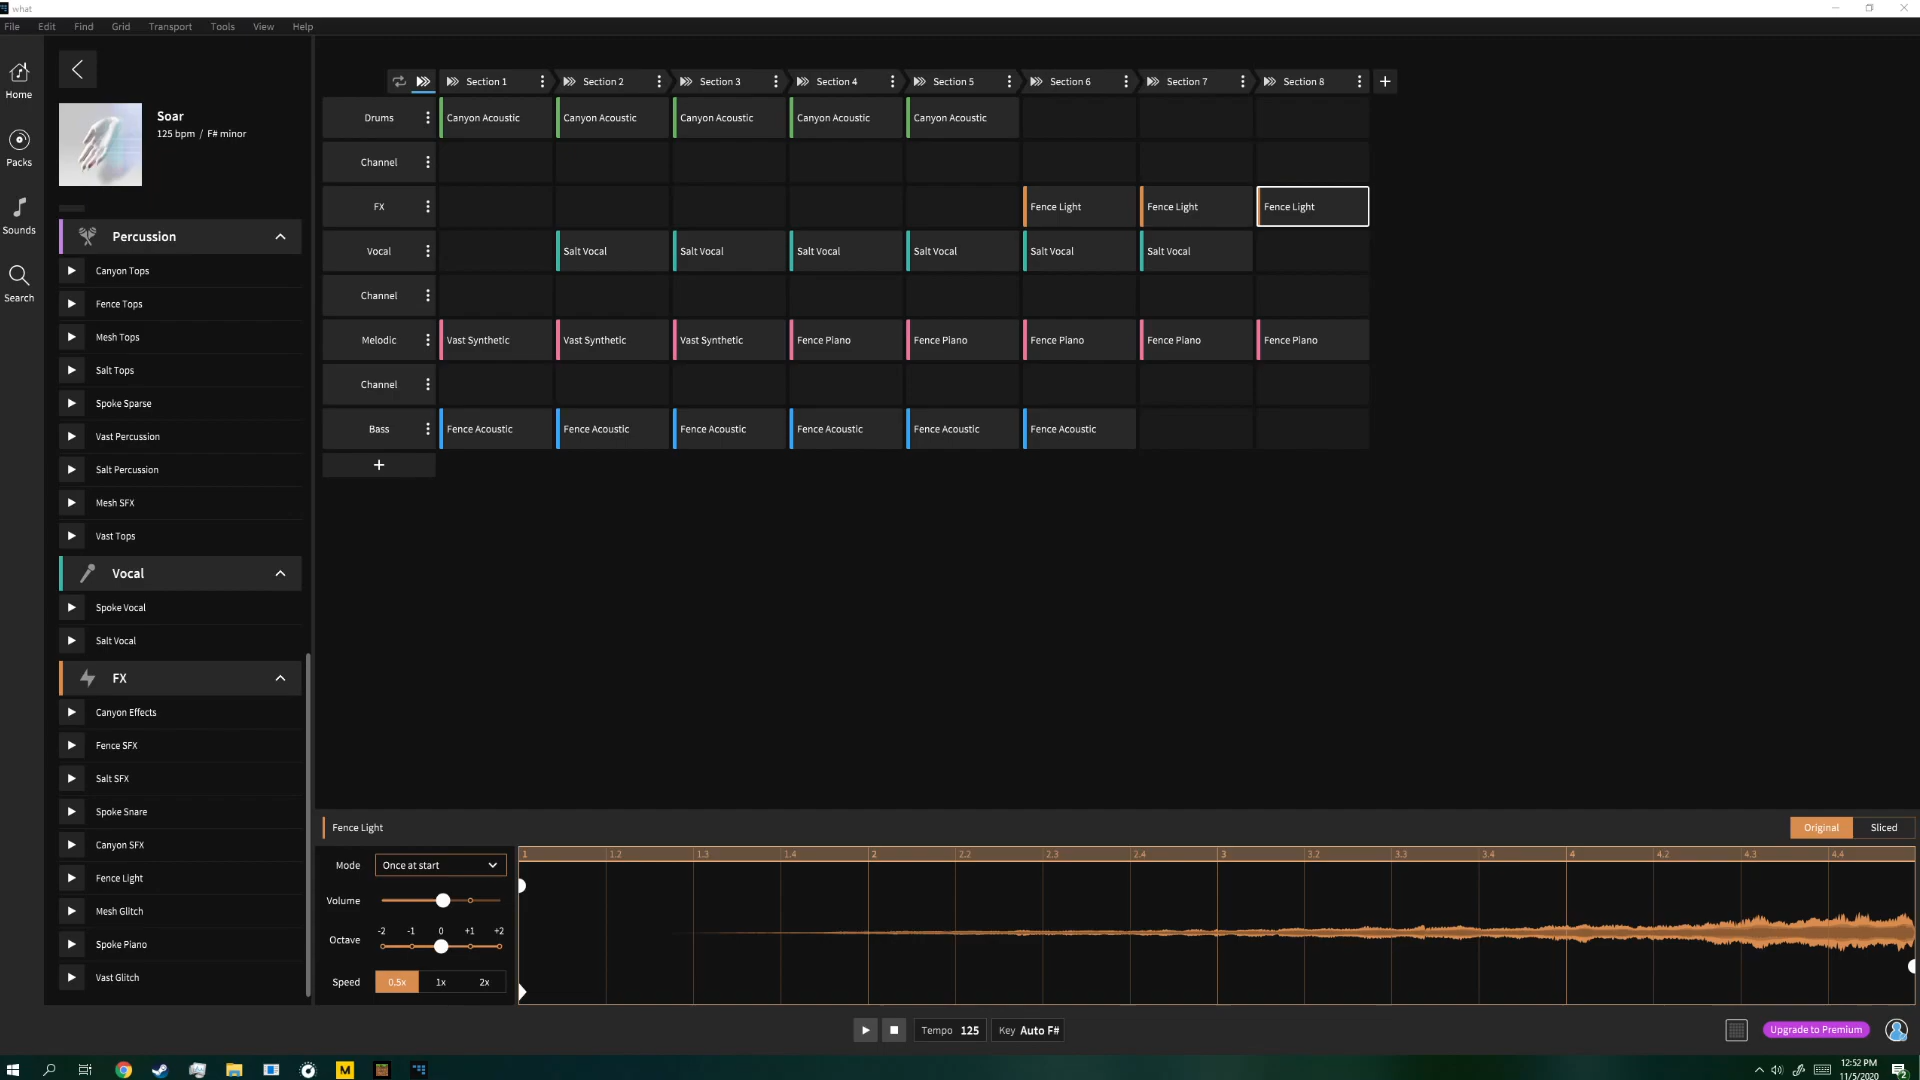 what
File Edit Find Grid Transport Tools View Help
Home
Packs
Sounds
Search
Soar
125 bpm / F# minor
Percussion
Canyon Tops
Fence Tops
Mesh Tops
Salt Tops
Spoke Sparse
Vast Percussion
Salt Percussion
Mesh SFX
Vast Tops
Vocal
Spoke Vocal
Salt Vocal
FX
Canyon Effects
Fence SFX
Salt SFX
Spoke Snare
Canyon SFX
Fence Light
Mesh Glitch
Spoke Piano
Vast Glitch
Section 1 Section 2 Section 3 Section 4 Section 5 Section 6 Section 7 Section 8 +
Drums Canyon Acoustic Canyon Acoustic Canyon Acoustic Canyon Acoustic Canyon Acoustic
Channel
FX Fence Light Fence Light Fence Light
Vocal Salt Vocal Salt Vocal Salt Vocal Salt Vocal Salt Vocal Salt Vocal
Channel
Melodic Vast Synthetic Vast Synthetic Vast Synthetic Fence Piano Fence Piano Fence Piano Fence Piano Fence Piano
Channel
Bass Fence Acoustic Fence Acoustic Fence Acoustic Fence Acoustic Fence Acoustic Fence Acoustic
+
Fence Light Original Sliced
1 1.2 1.3 1.4 2 2.2 2.3 2.4 3 3.2 3.3 3.4 4 4.2 4.3 4.4
Mode Once at start
Volume
-2 -1 0 +1 +2
Octave
Speed 0.5x 1x 2x
Tempo 125 Key Auto F# Upgrade to Premium
M
12:52 PM
11/5/2020
2